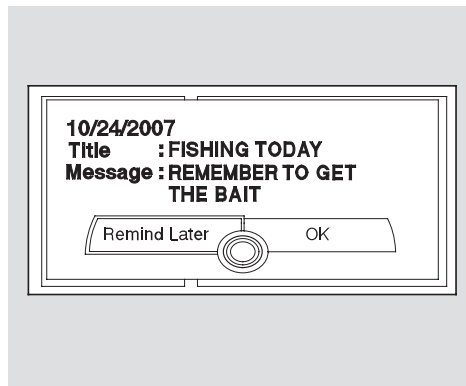 10/24/2007
Title : FISHING TODAY
Message : REMEMBER TO GET
THE BAIT
Remind Later OK